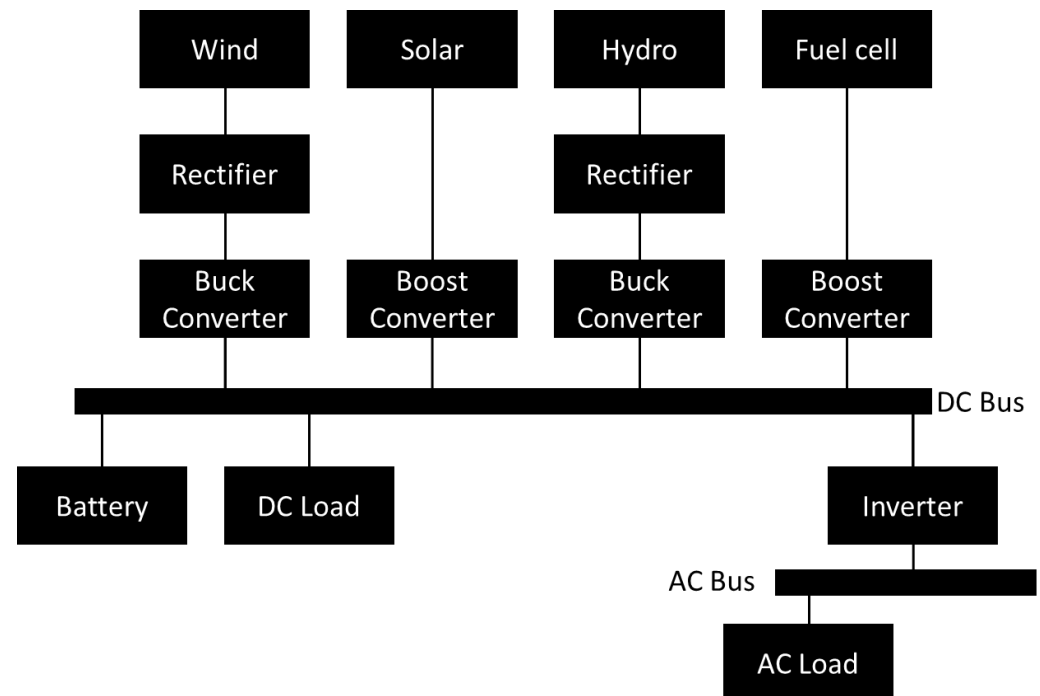 Wind
Solar
Hydro
Fuel cell
Rectifier
Rectifier
Buck
Converter
Boost
Converter
Buck
Converter
Boost
Converter
DC Bus
Battery
DC Load
Inverter
AC Bus
AC Load